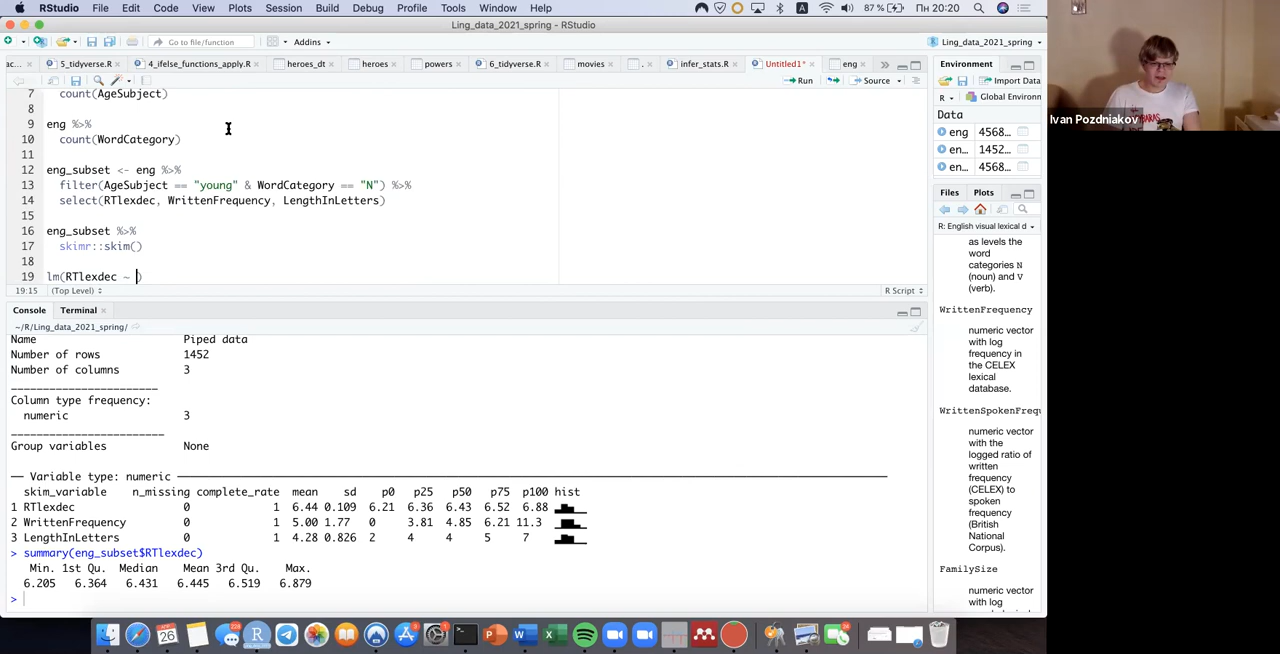 RStudio File Edit Code View Plots Session Build Debug Profile Tools Window Help 87 % Пн 20:20
Ling_data_2021_spring - RStudio
Go to file/function Addins Ling_data_2021_spring
ac... 5_tidyverse.R 4_ifelse_functions_apply.R heroes_dt heroes powers 6_tidyverse.R movies . infer_stats.R Untitled1* eng
Run Source
7 count(AgeSubject)
8
9 eng %>%
10 count(WordCategory)
11
12 eng_subset <- eng %>%
13 filter(AgeSubject == "young" & WordCategory == "N") %>%
14 select(RTlexdec, WrittenFrequency, LengthInLetters)
15
16 eng_subset %>%
17 skimr::skim()
18
19 lm(RTlexdec ~ )
19:15 (Top Level) R Script
Console Terminal
~/R/Ling_data_2021_spring/
Name Piped data
Number of rows 1452
Number of columns 3
_______________________
Column type frequency:
numeric 3
________________________
Group variables None
── Variable type: numeric ──
skim_variable n_missing complete_rate mean sd p0 p25 p50 p75 p100 hist
1 RTlexdec 0 1 6.44 0.109 6.21 6.36 6.43 6.52 6.88
2 WrittenFrequency 0 1 5.00 1.77 0 3.81 4.85 6.21 11.3
3 LengthInLetters 0 1 4.28 0.826 2 4 4 5 7
> summary(eng_subset$RTlexdec)
Min. 1st Qu. Median Mean 3rd Qu. Max.
6.205 6.364 6.431 6.445 6.519 6.879
>
Environment
Import Data
R Global Environ
Data
eng 4568...
en... 1452...
en... 4568...
Files Plots
R: English visual lexical d
as levels the
word
categories N
(noun) and V
(verb).
WrittenFrequency
numeric vector
with log
frequency in
the CELEX
lexical
database.
WrittenSpokenFrequ
numeric vector
with the
logged ratio of
written
frequency
(CELEX) to
spoken
frequency
(British
National
Corpus).
FamilySize
numeric vector
with log
Ivan Pozdniakov